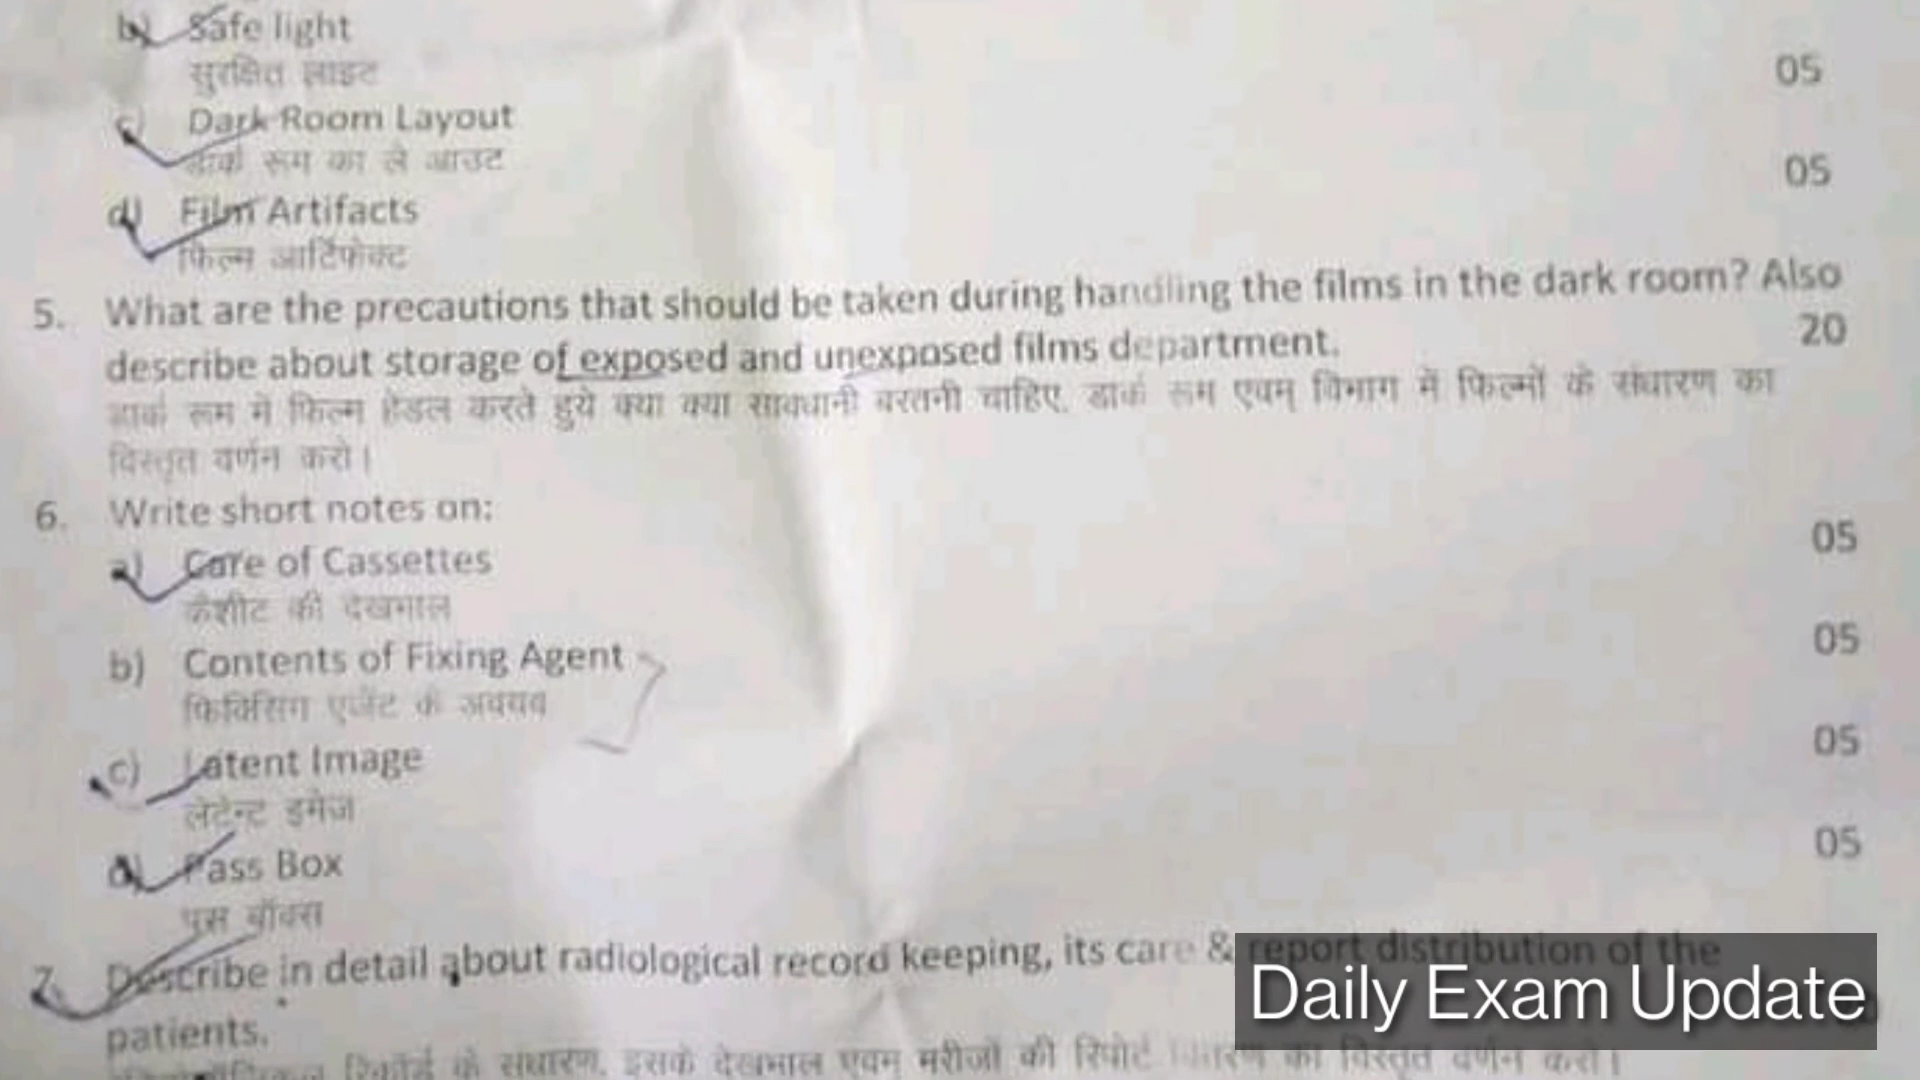 b) Safe light
सुरक्षित लाइट
05
c) Dark Room Layout
डार्क रूम का ले आउट
05
d) Film Artifacts
फिल्म आर्टिफेक्ट
5. What are the precautions that should be taken during handling the films in the dark room? Also
describe about storage of exposed and unexposed films department.
20
डार्क रूम में फिल्म हेडल करते हुये क्या क्या सावधानी बरतनी चाहिए, डार्क रूम एवम् विभाग में फिल्मों के संधारण का
विस्तृत वर्णन करो।
6. Write short notes on:
05
a) Care of Cassettes
कैशीट की देखभाल
05
b) Contents of Fixing Agent
फिक्सिंग एजेंट के अवयव
05
c) Latent Image
लेटेन्ट इमेज
05
d) Pass Box
पास बॉक्स
7. Describe in detail about radiological record keeping, its care & report distribution of the
patients.
रिकॉर्ड के संधारण, इसके देखभाल एवम् मरीजों की रिपोर्ट वितरण का विस्तृत वर्णन करो।
Daily Exam Update